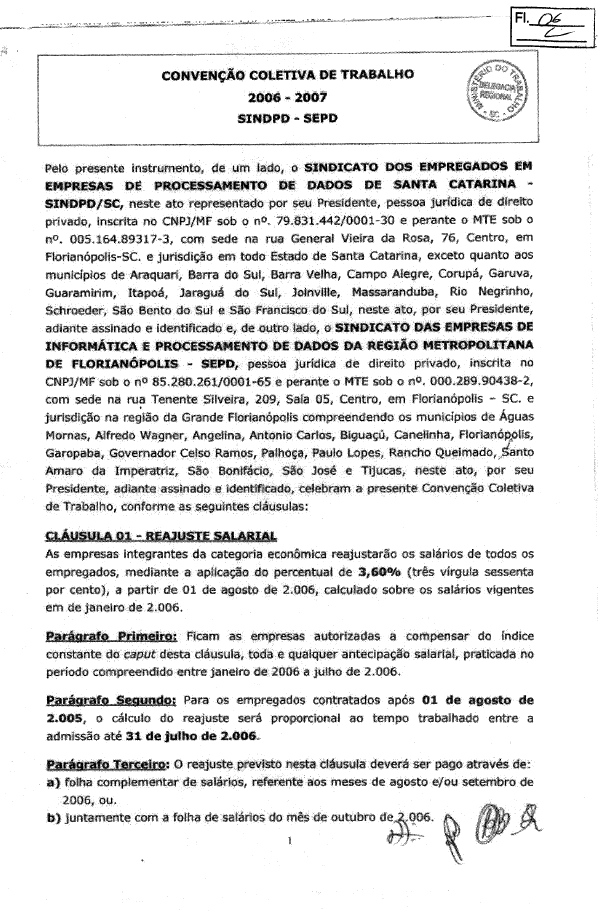 Fl. 06
CONVENÇÃO COLETIVA DE TRABALHO
2006 - 2007
SINDPD - SEPD
MINISTÉRIO DO TRABALHO
DELEGACIA
REGIONAL
- SC -
Pelo presente instrumento, de um lado, o SINDICATO DOS EMPREGADOS EM
EMPRESAS DE PROCESSAMENTO DE DADOS DE SANTA CATARINA -
SINDPD/SC, neste ato representado por seu Presidente, pessoa jurídica de direito
privado, inscrita no CNPJ/MF sob o nº. 79.831.442/0001-30 e perante o MTE sob o
nº. 005.164.89317-3, com sede na rua General Vieira da Rosa, 76, Centro, em
Florianópolis-SC. e jurisdição em todo Estado de Santa Catarina, exceto quanto aos
municípios de Araquari, Barra do Sul, Barra Velha, Campo Alegre, Corupá, Garuva,
Guaramirim, Itapoá, Jaraguá do Sul, Joinville, Massaranduba, Rio Negrinho,
Schroeder, São Bento do Sul e São Francisco do Sul, neste ato, por seu Presidente,
adiante assinado e identificado e, de outro lado, o SINDICATO DAS EMPRESAS DE
INFORMÁTICA E PROCESSAMENTO DE DADOS DA REGIÃO METROPOLITANA
DE FLORIANÓPOLIS - SEPD, pessoa jurídica de direito privado, inscrita no
CNPJ/MF sob o nº 85.280.261/0001-65 e perante o MTE sob o nº. 000.289.90438-2,
com sede na rua Tenente Silveira, 209, Sala 05, Centro, em Florianópolis – SC. e
jurisdição na região da Grande Florianópolis compreendendo os municípios de Águas
Mornas, Alfredo Wagner, Angelina, Antonio Carlos, Biguaçú, Canelinha, Florianópolis,
Garopaba, Governador Celso Ramos, Palhoça, Paulo Lopes, Rancho Queimado, Santo
Amaro da Imperatriz, São Bonifácio, São José e Tijucas, neste ato, por seu
Presidente, adiante assinado e identificado, celebram a presente Convenção Coletiva
de Trabalho, conforme as seguintes cláusulas:
CLÁUSULA 01 – REAJUSTE SALARIAL
As empresas integrantes da categoria econômica reajustarão os salários de todos os
empregados, mediante a aplicação do percentual de 3,60% (três vírgula sessenta
por cento), a partir de 01 de agosto de 2.006, calculado sobre os salários vigentes
em de janeiro de 2.006.
Parágrafo Primeiro: Ficam as empresas autorizadas a compensar do índice
constante do caput desta cláusula, toda e qualquer antecipação salarial, praticada no
período compreendido entre janeiro de 2006 a julho de 2.006.
Parágrafo Segundo: Para os empregados contratados após 01 de agosto de
2.005, o cálculo do reajuste será proporcional ao tempo trabalhado entre a
admissão até 31 de julho de 2.006.
Parágrafo Terceiro: O reajuste previsto nesta cláusula deverá ser pago através de:
a) folha complementar de salários, referente aos meses de agosto e/ou setembro de
2006, ou.
b) juntamente com a folha de salários do mês de outubro de 2.006.
1